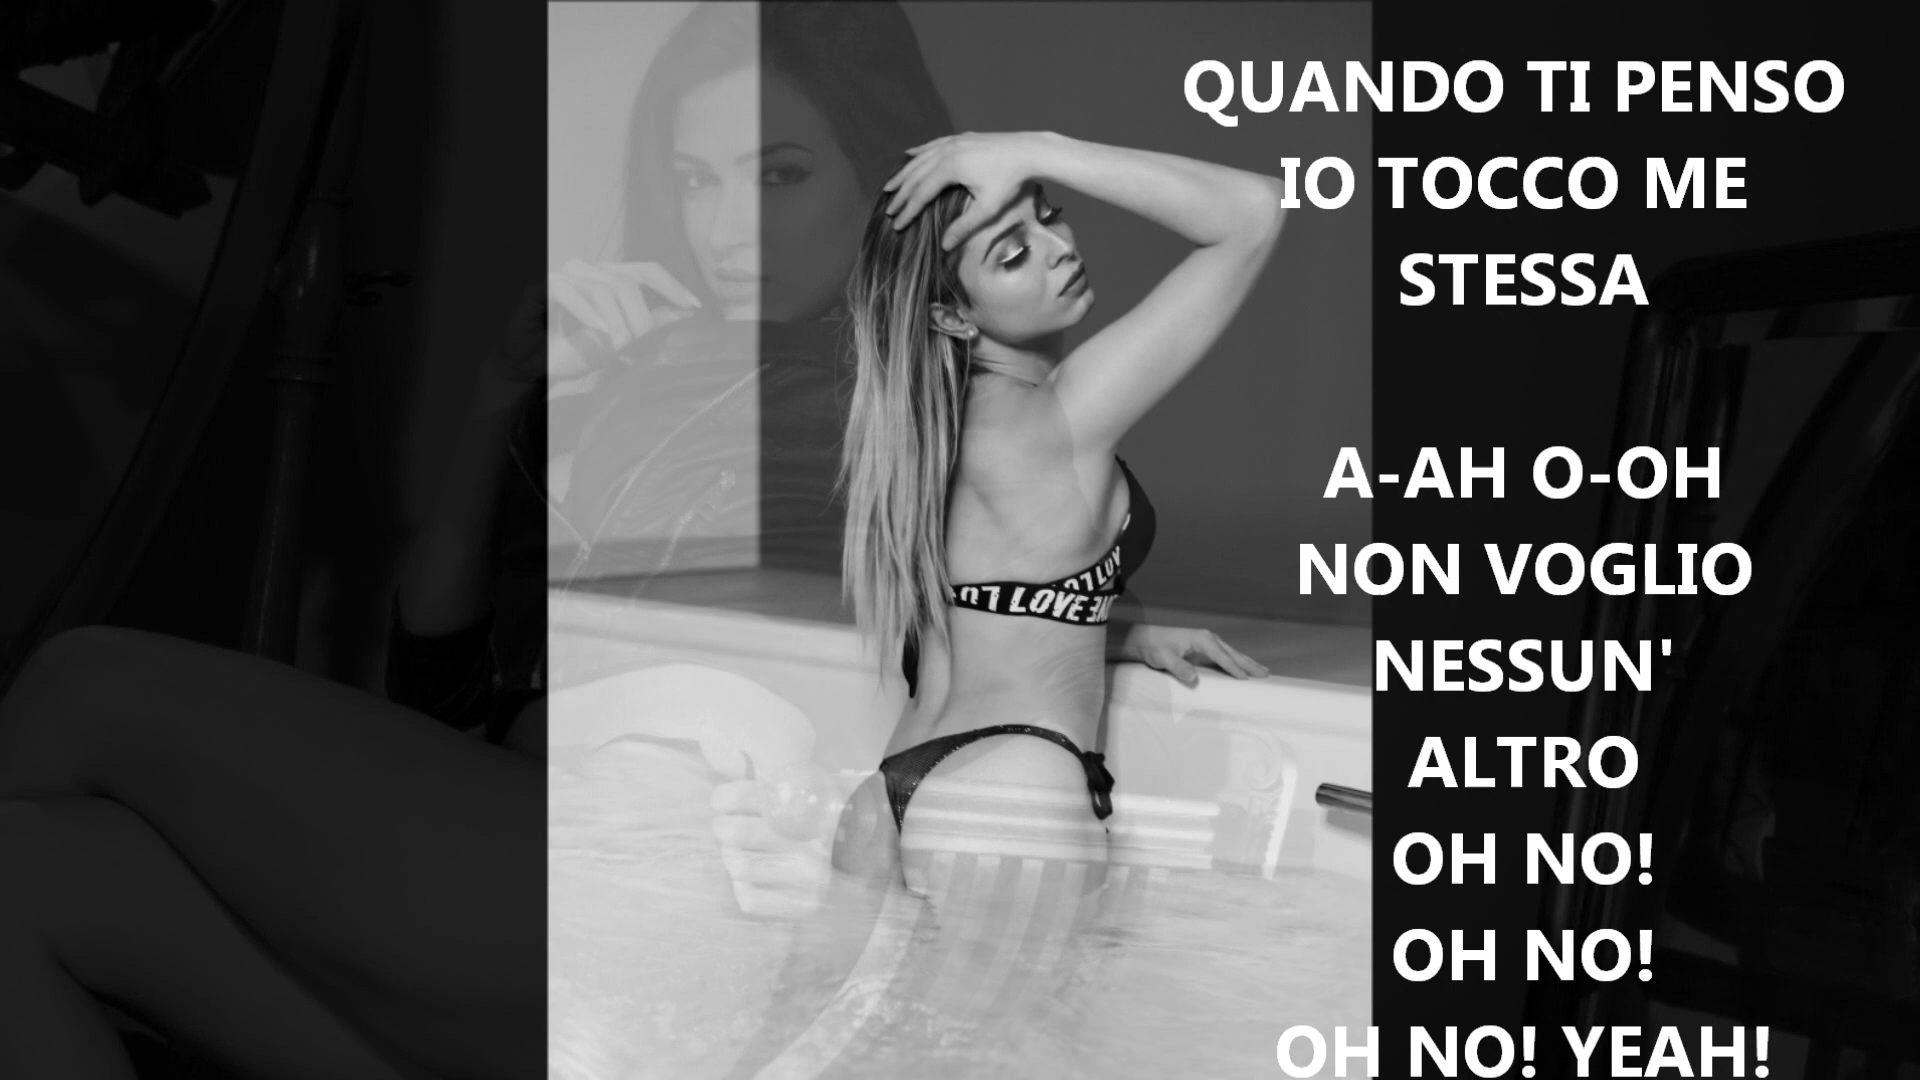 QUANDO TI PENSO
IO TOCCO ME
STESSA
A-AH O-OH
NON VOGLIO
NESSUN'
ALTRO
OH NO!
OH NO!
OH NO! YEAH!
LOVE